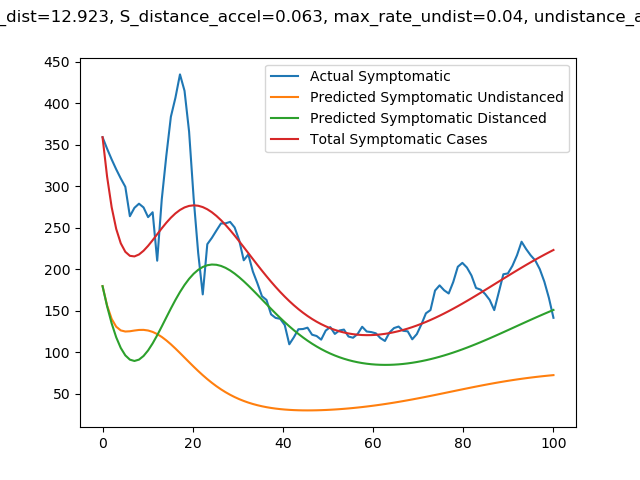 _dist=12.923, S_distance_accel=0.063, max_rate_undist=0.04, undistance_a
Actual Symptomatic
Predicted Symptomatic Undistanced
Predicted Symptomatic Distanced
Total Symptomatic Cases
450
400
350
300
250
200
150
100
50
0 20 40 60 80 100